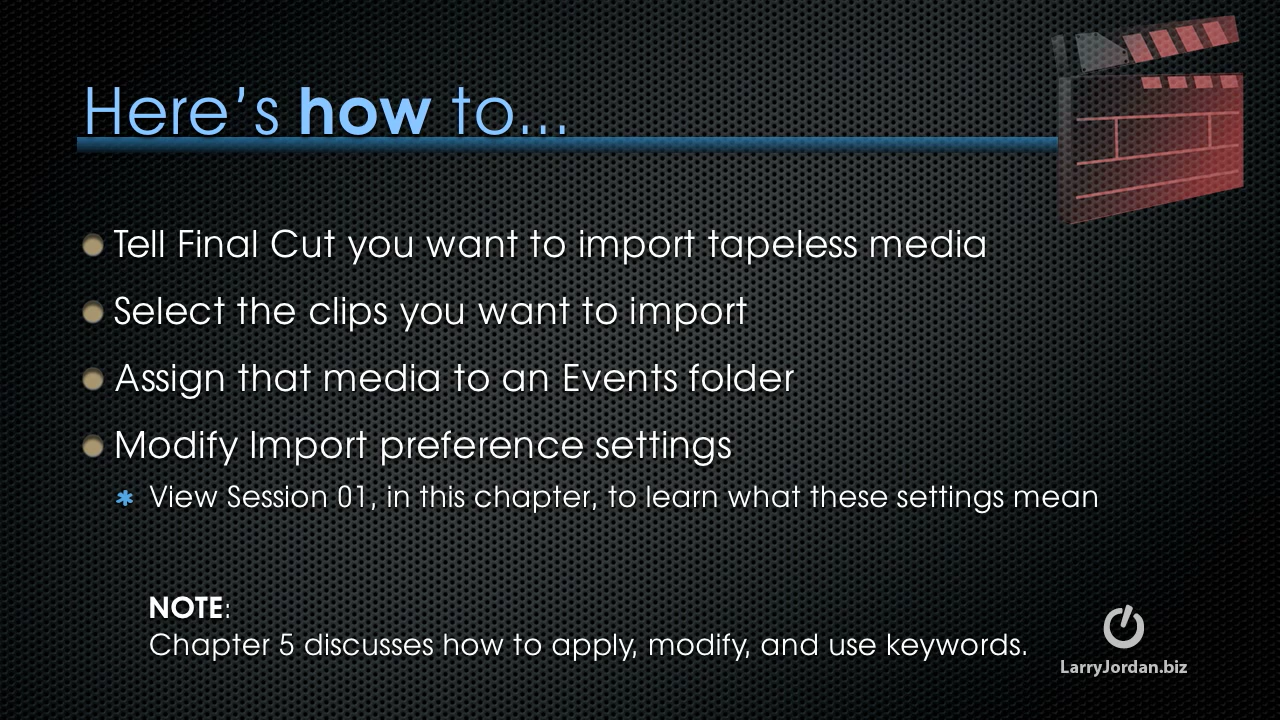 Here’s how to...
Tell Final Cut you want to import tapeless media
Select the clips you want to import
Assign that media to an Events folder
Modify Import preference settings
View Session 01, in this chapter, to learn what these settings mean
NOTE:
Chapter 5 discusses how to apply, modify, and use keywords.
LarryJordan.biz